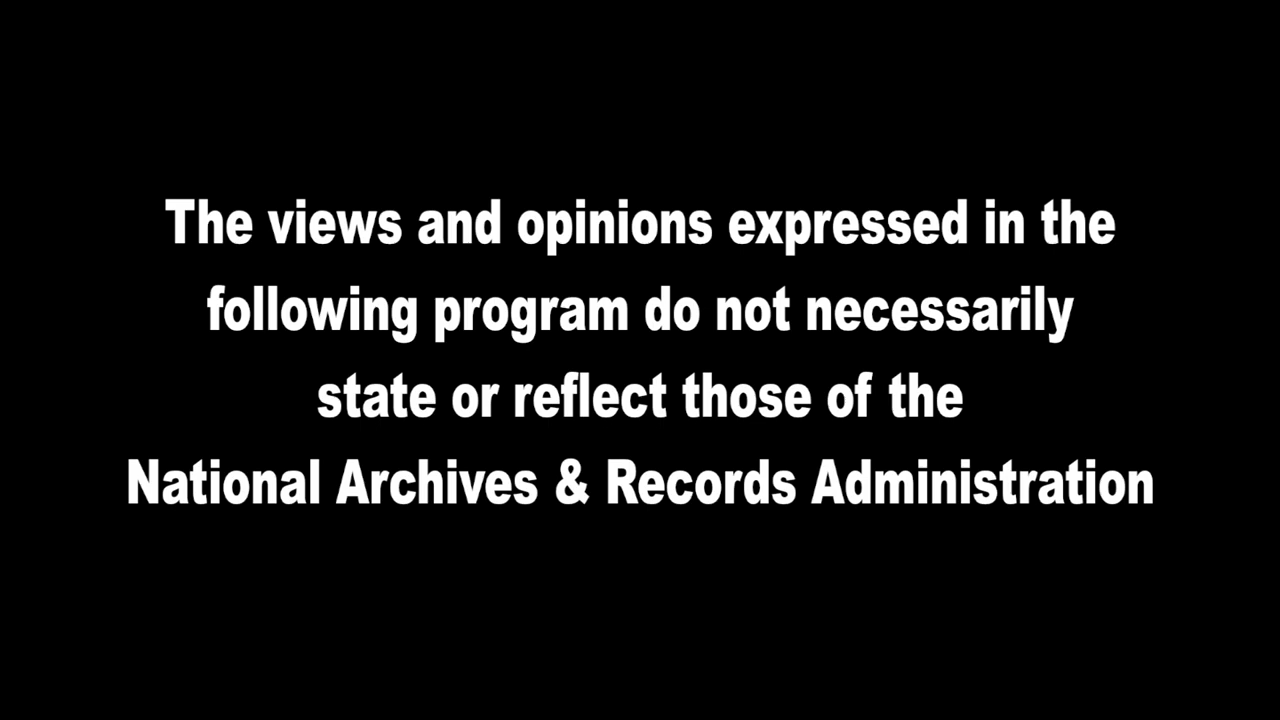 The views and opinions expressed in the
following program do not necessarily
state or reflect those of the
National Archives & Records Administration